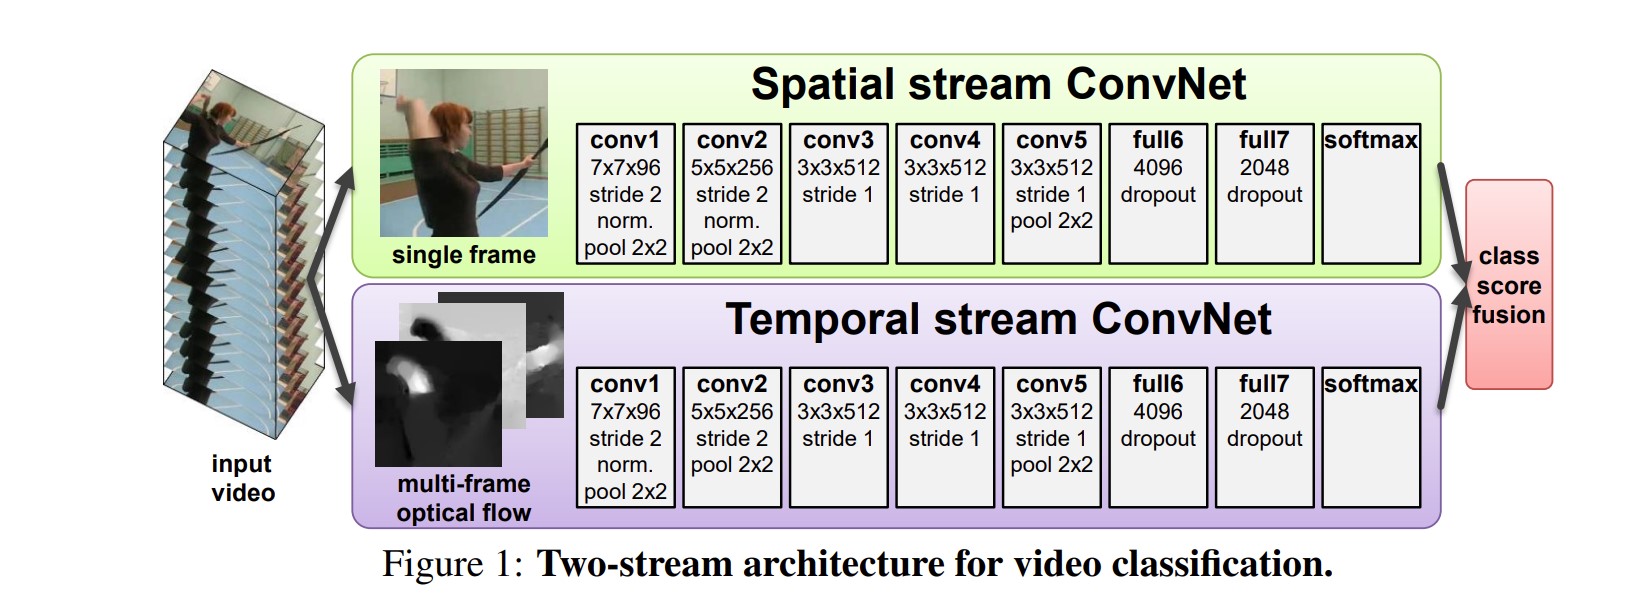 Spatial stream ConvNet
conv1
7x7x96
stride 2
norm.
pool 2x2
conv2
5x5x256
stride 2
norm.
pool 2x2
conv3
3x3x512
stride 1
conv4
3x3x512
stride 1
conv5
3x3x512
stride 1
pool 2x2
full6
4096
dropout
full7
2048
dropout
softmax
single frame
input
video
Temporal stream ConvNet
conv1
7x7x96
stride 2
norm.
pool 2x2
conv2
5x5x256
stride 2
pool 2x2
conv3
3x3x512
stride 1
conv4
3x3x512
stride 1
conv5
3x3x512
stride 1
pool 2x2
full6
4096
dropout
full7
2048
dropout
softmax
multi-frame
optical flow
class
score
fusion
Figure 1: Two-stream architecture for video classification.